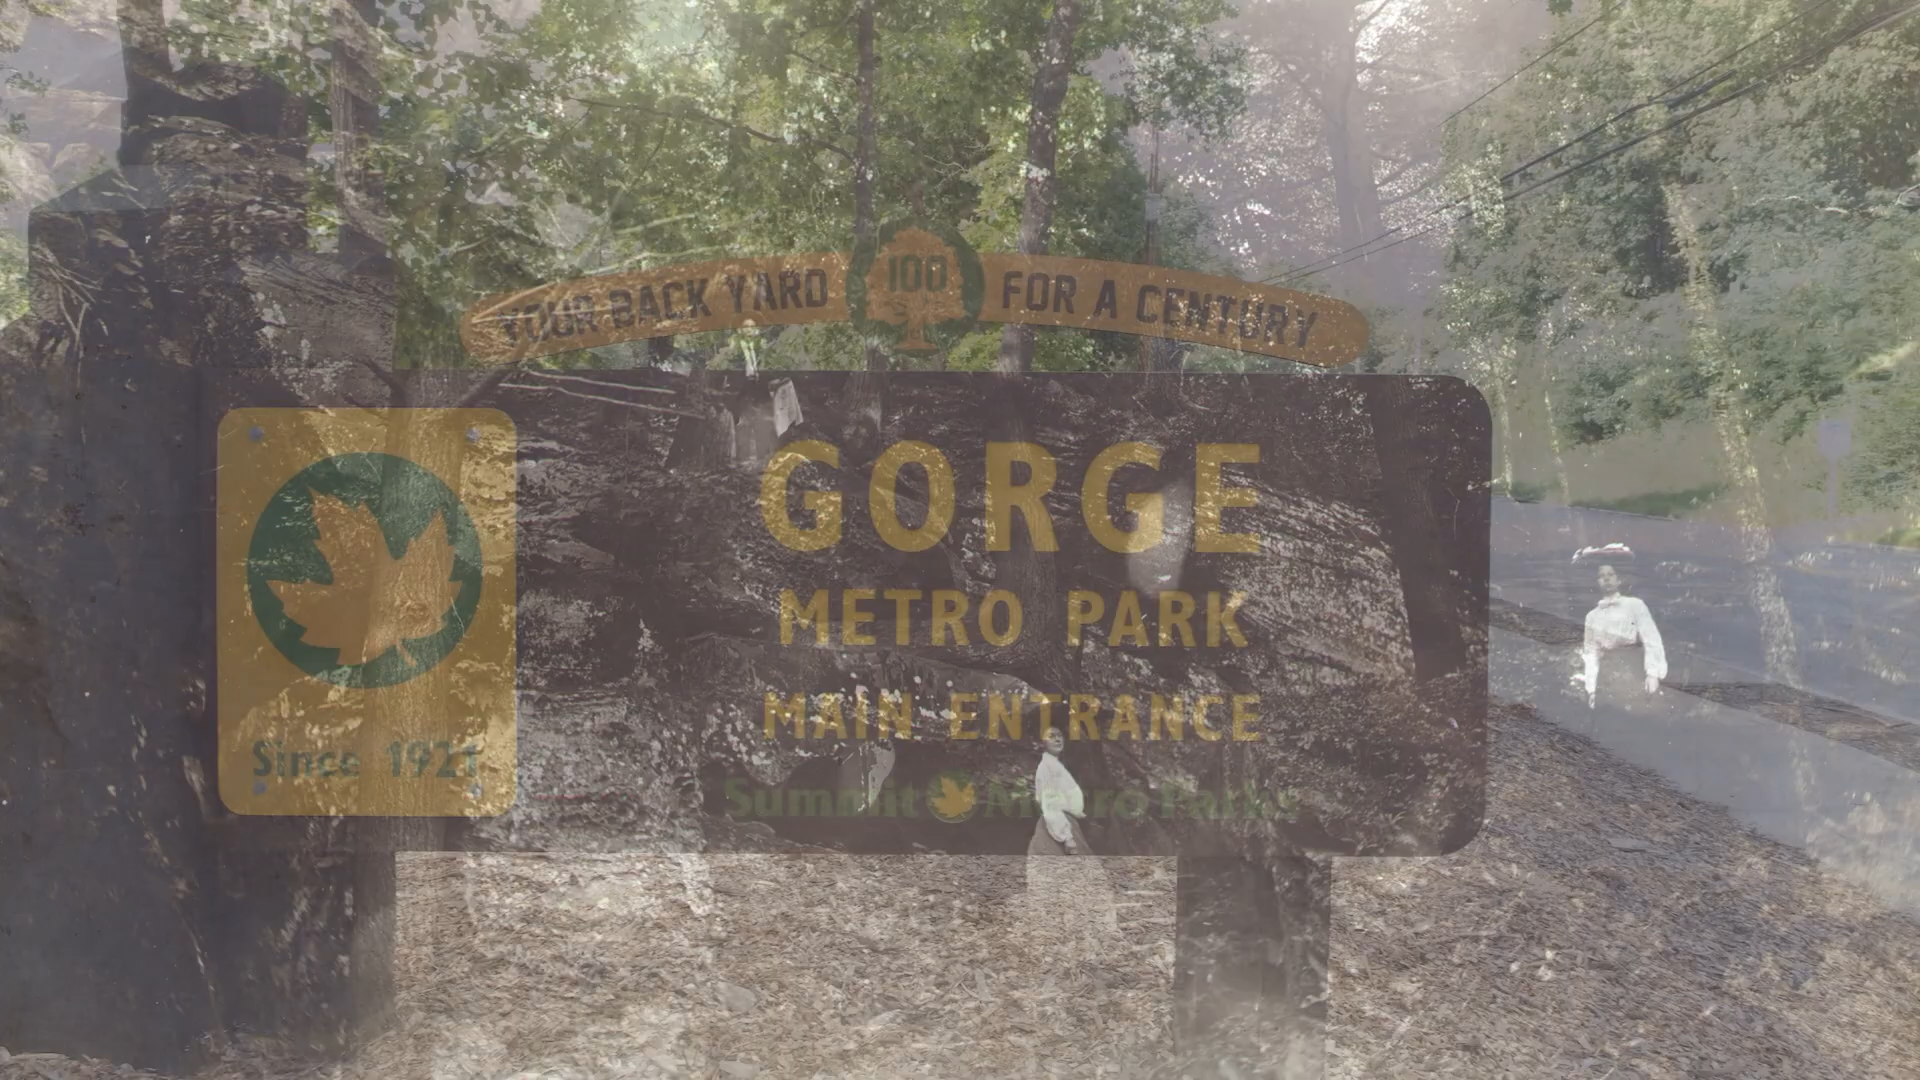 YOUR BACK YARD 100 FOR A CENTURY
GORGE
METRO PARK
MAIN ENTRANCE
Since 1921
Summit Metro Parks